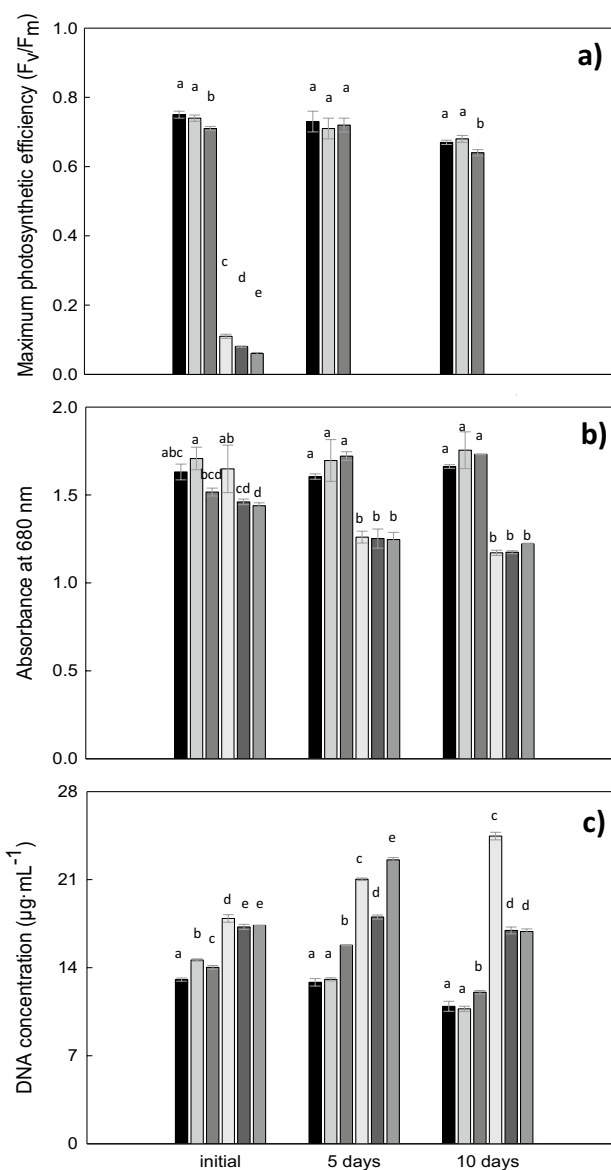 1.0
0.8
0.6
0.4
0.2
0.0
Maximum photosynthetic efficiency (Fv/Fm)
a)
a a b
a a a
a a b
c
d
e
2.0
1.5
1.0
0.5
0.0
Absorbance at 680 nm
b)
abc a bcd ab cd d
a a a b b b
a a a b b b
28
21
14
7
0
DNA concentration (µg·mL-1)
c)
a b c d e e
a a b c d e
a a b c d d
initial 5 days 10 days